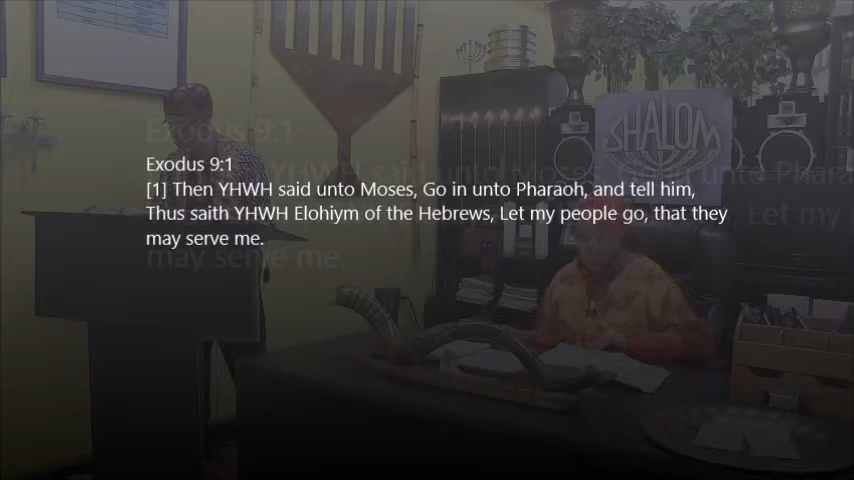 Exodus 9:1
[1] Then YHWH said unto Moses, Go in unto Pharaoh, and tell him,
Thus saith YHWH Elohiym of the Hebrews, Let my people go, that they
may serve me.
SHALOM